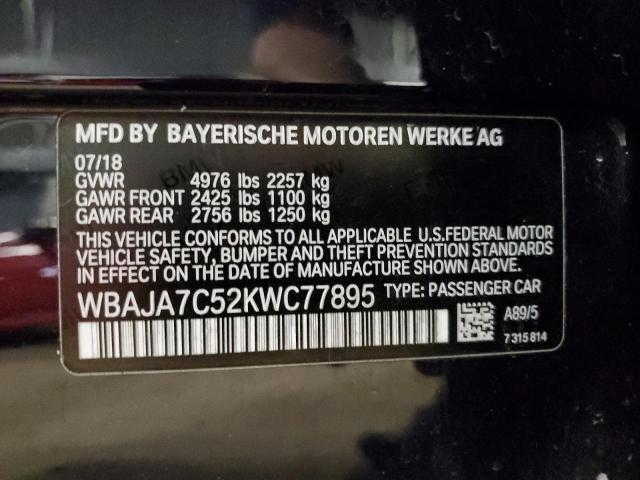 MFD BY BAYERISCHE MOTOREN WERKE AG
07/18
GVWR 4976 lbs 2257 kg
GAWR FRONT 2425 lbs 1100 kg
GAWR REAR 2756 lbs 1250 kg
THIS VEHICLE CONFORMS TO ALL APPLICABLE U.S.FEDERAL MOTOR
VEHICLE SAFETY, BUMPER AND THEFT PREVENTION STANDARDS
IN EFFECT ON THE DATE OF MANUFACTURE SHOWN ABOVE.
WBAJA7C52KWC77895 TYPE: PASSENGER CAR
A89/5
7 315 814